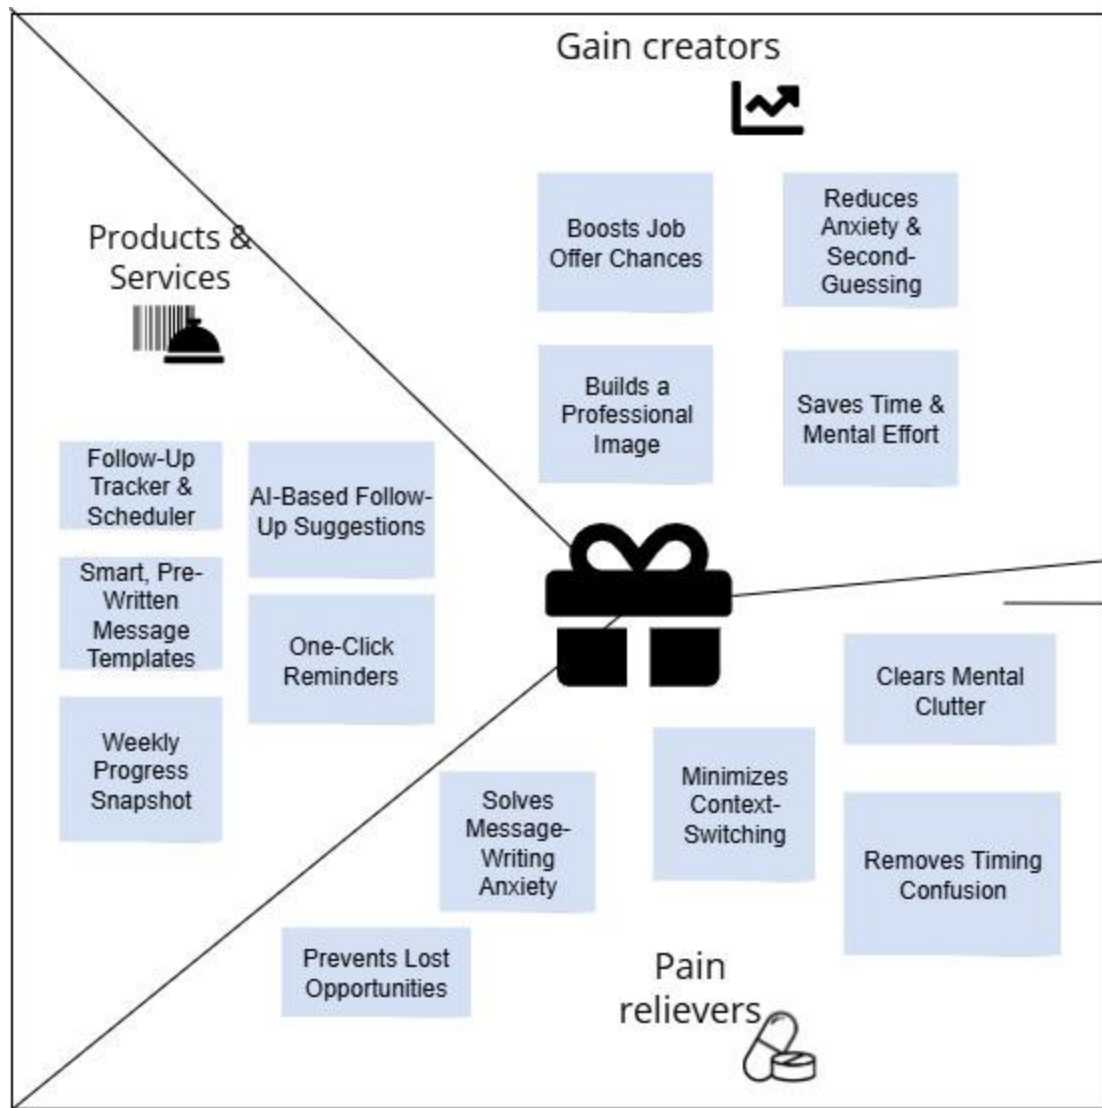 Gain creators
Boosts Job
Offer Chances
Reduces
Anxiety &
Second-
Guessing
Builds a
Professional
Image
Saves Time &
Mental Effort
Products &
Services
Follow-Up
Tracker &
Scheduler
AI-Based Follow-
Up Suggestions
Smart, Pre-
Written
Message
Templates
One-Click
Reminders
Weekly
Progress
Snapshot
Clears Mental
Clutter
Minimizes
Context-
Switching
Solves
Message-
Writing
Anxiety
Removes Timing
Confusion
Prevents Lost
Opportunities
Pain
relievers